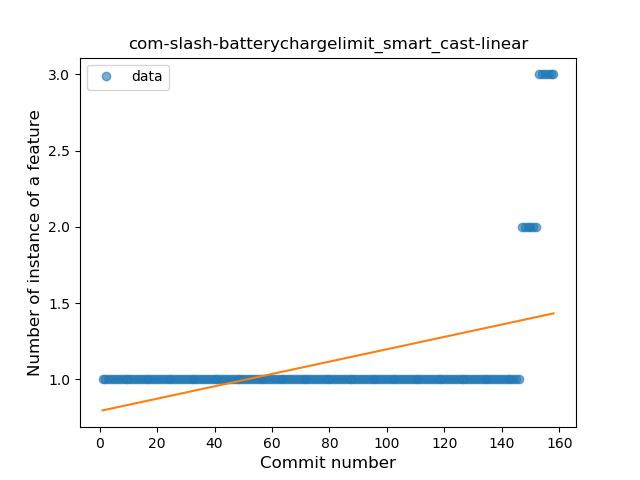 com-slash-batterychargelimit_smart_cast-linear
data
Number of instance of a feature
3.0
2.5
2.0
1.5
1.0
0 20 40 60 80 100 120 140 160
Commit number